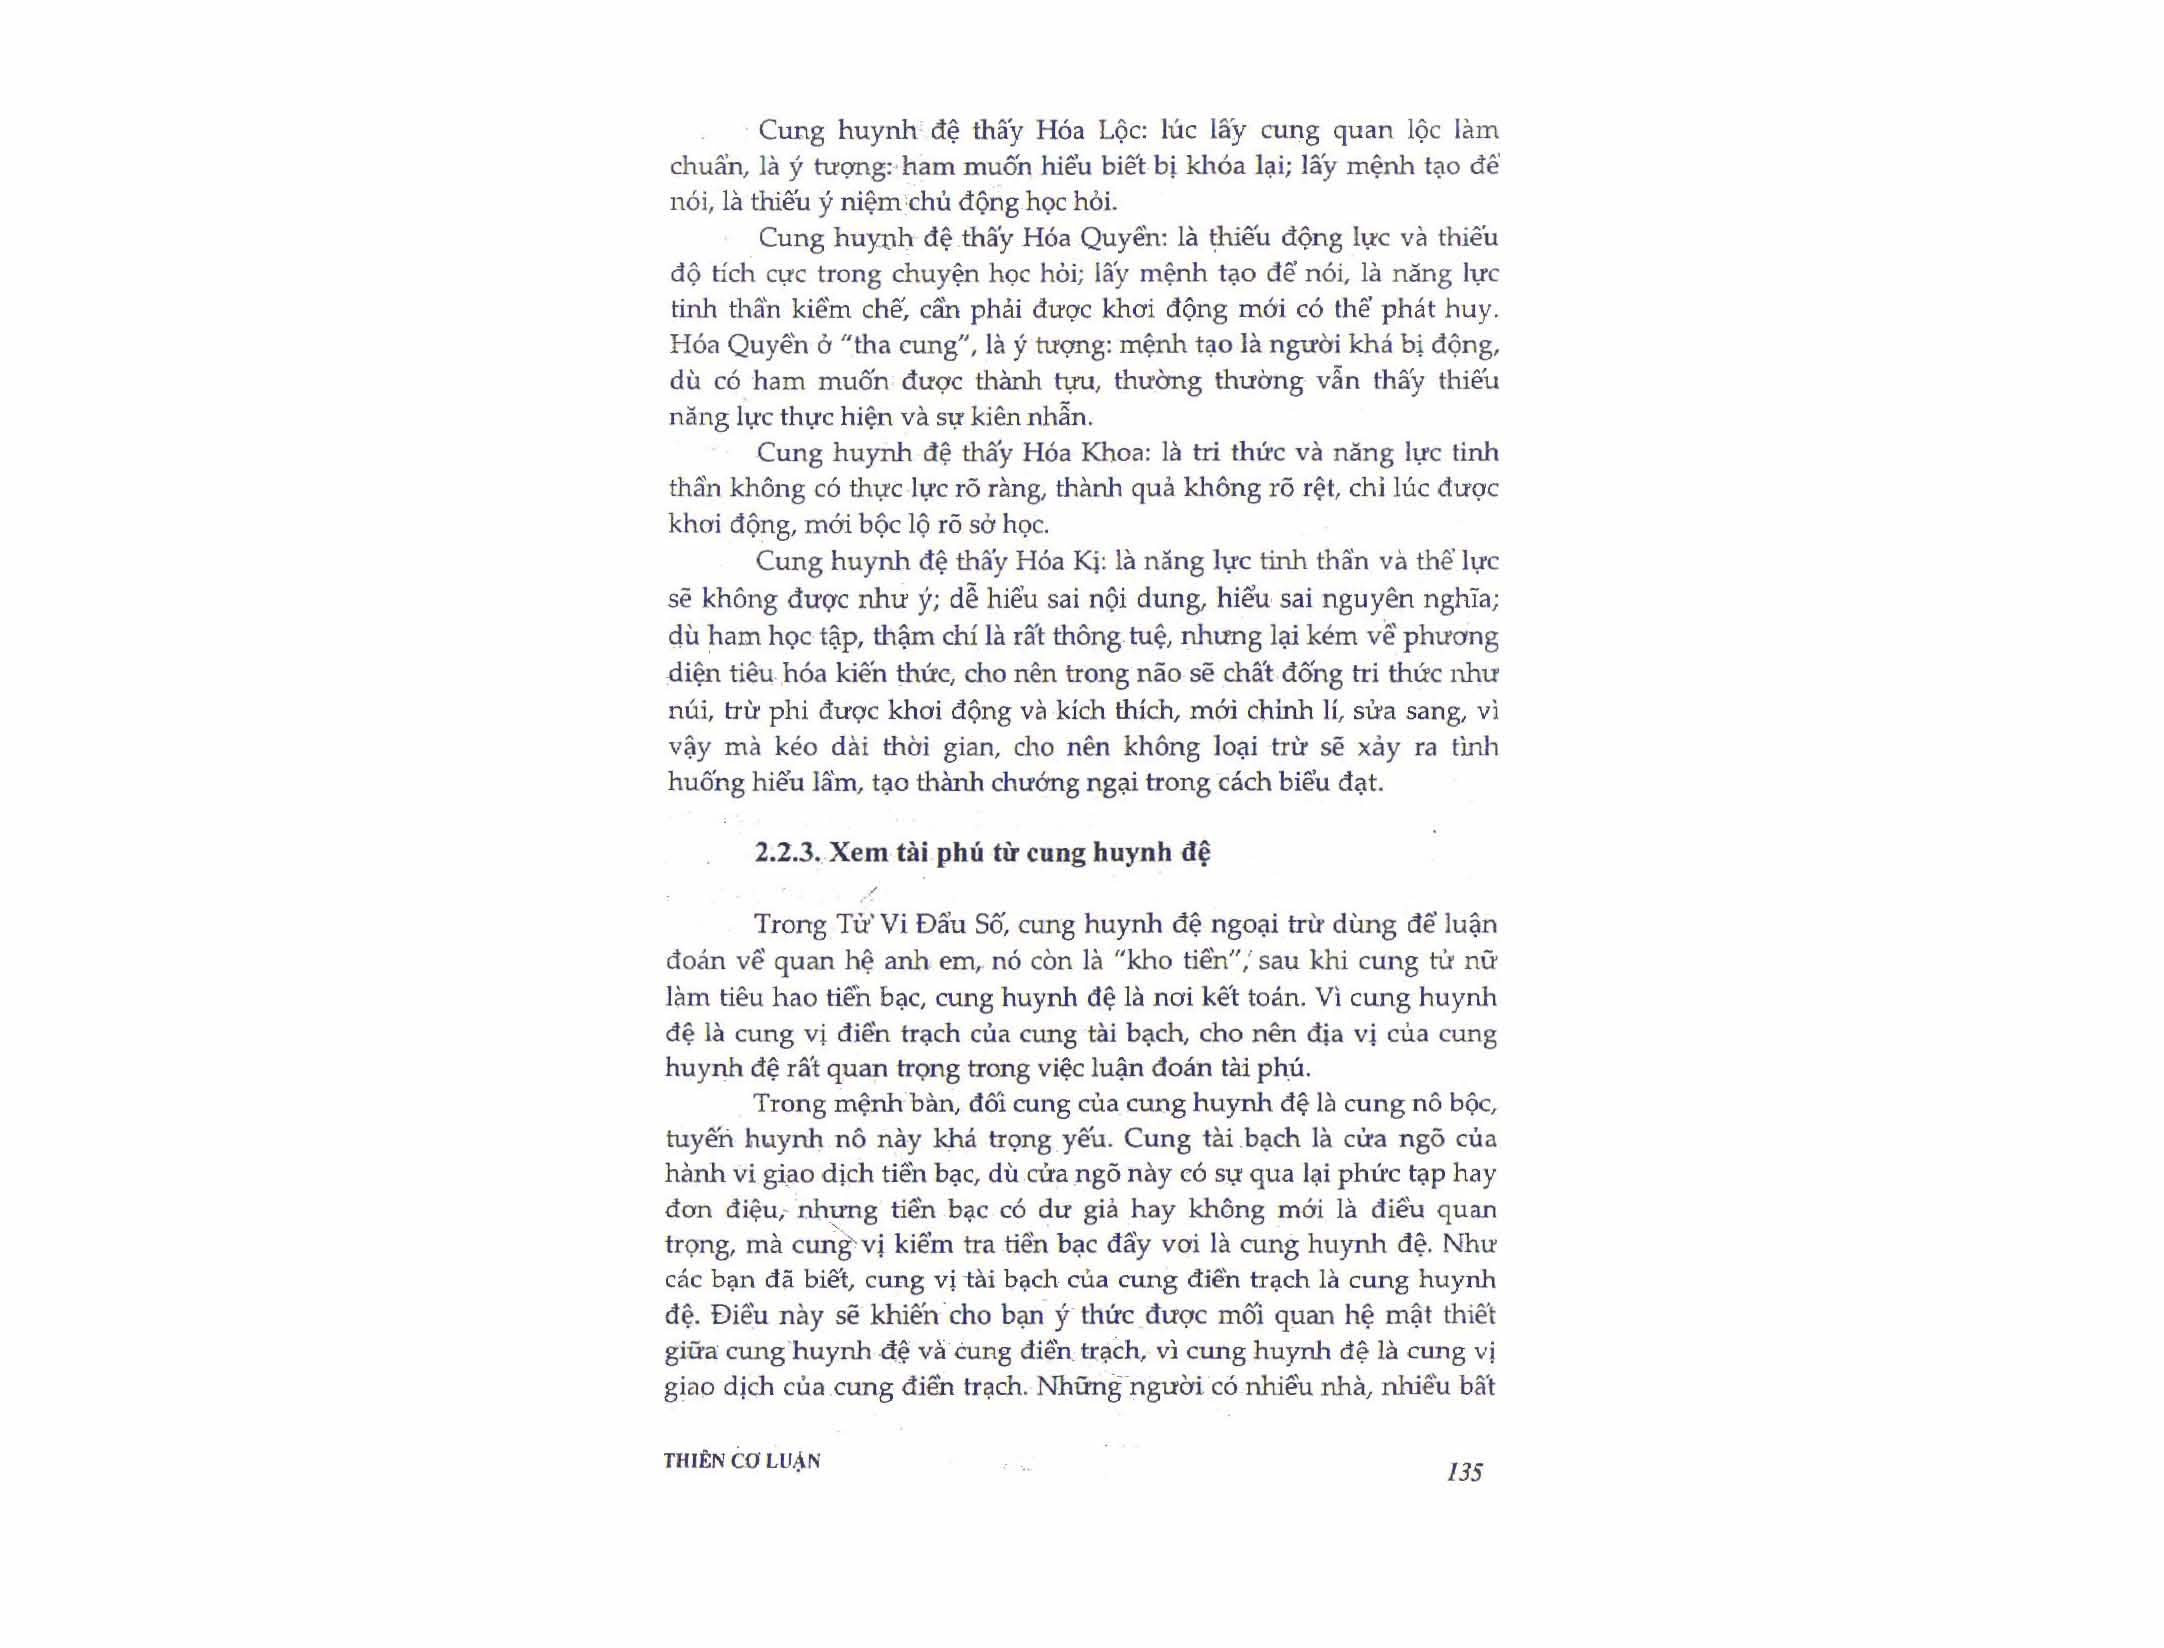 Cung huynh đệ thấy Hóa Lộc: lúc lấy cung quan lộc làm
chuẩn, là ý tượng: ham muốn hiểu biết bị khóa lại; lấy mệnh tạo để
nói, là thiếu ý niệm chủ động học hỏi.
Cung huynh đệ thấy Hóa Quyền: là thiếu động lực và thiếu
độ tích cực trong chuyện học hỏi; lấy mệnh tạo để nói, là năng lực
tinh thần kiềm chế, cần phải được khơi động mới có thể phát huy.
Hóa Quyền ở "tha cung", là ý tượng: mệnh tạo là người khá bị động,
dù có ham muốn được thành tựu, thường thường vẫn thấy thiếu
năng lực thực hiện và sự kiên nhẫn.
Cung huynh đệ thấy Hóa Khoa: là tri thức và năng lực tinh
thần không có thực lực rõ ràng, thành quả không rõ rệt, chỉ lúc được
khơi động, mới bộc lộ rõ sở học.
Cung huynh đệ thấy Hóa Kị: là năng lực tinh thần và thể lực
sẽ không được như ý; dễ hiểu sai nội dung, hiểu sai nguyên nghĩa;
dù ham học tập, thậm chí là rất thông tuệ, nhưng lại kém về phương
diện tiêu hóa kiến thức, cho nên trong não sẽ chất đống tri thức như
núi, trừ phi được khơi động và kích thích, mới chỉnh lí, sửa sang, vì
vậy mà kéo dài thời gian, cho nên không loại trừ sẽ xảy ra tình
huống hiểu lầm, tạo thành chướng ngại trong cách biểu đạt.
2.2.3. Xem tài phú từ cung huynh đệ
Trong Tử Vi Đẩu Số, cung huynh đệ ngoại trừ dùng để luận
đoán về quan hệ anh em, nó còn là "kho tiền", sau khi cung tử nữ
làm tiêu hao tiền bạc, cung huynh đệ là nơi kết toán. Vì cung huynh
đệ là cung vị điền trạch của cung tài bạch, cho nên địa vị của cung
huynh đệ rất quan trọng trong việc luận đoán tài phú.
Trong mệnh bàn, đối cung của cung huynh đệ là cung nô bộc,
tuyến huynh nô này khá trọng yếu. Cung tài bạch là cửa ngõ của
hành vi giao dịch tiền bạc, dù cửa ngõ này có sự qua lại phức tạp hay
đơn điệu, nhưng tiền bạc có dư giả hay không mới là điều quan
trọng, mà cung vị kiểm tra tiền bạc đầy vơi là cung huynh đệ. Như
các bạn đã biết, cung vị tài bạch của cung điền trạch là cung huynh
đệ. Điều này sẽ khiến cho bạn ý thức được mối quan hệ mật thiết
giữa cung huynh đệ và cung điền trạch, vì cung huynh đệ là cung vị
giao dịch của cung điền trạch. Những người có nhiều nhà, nhiều bất
THIÊN CƠ LUẬN
135